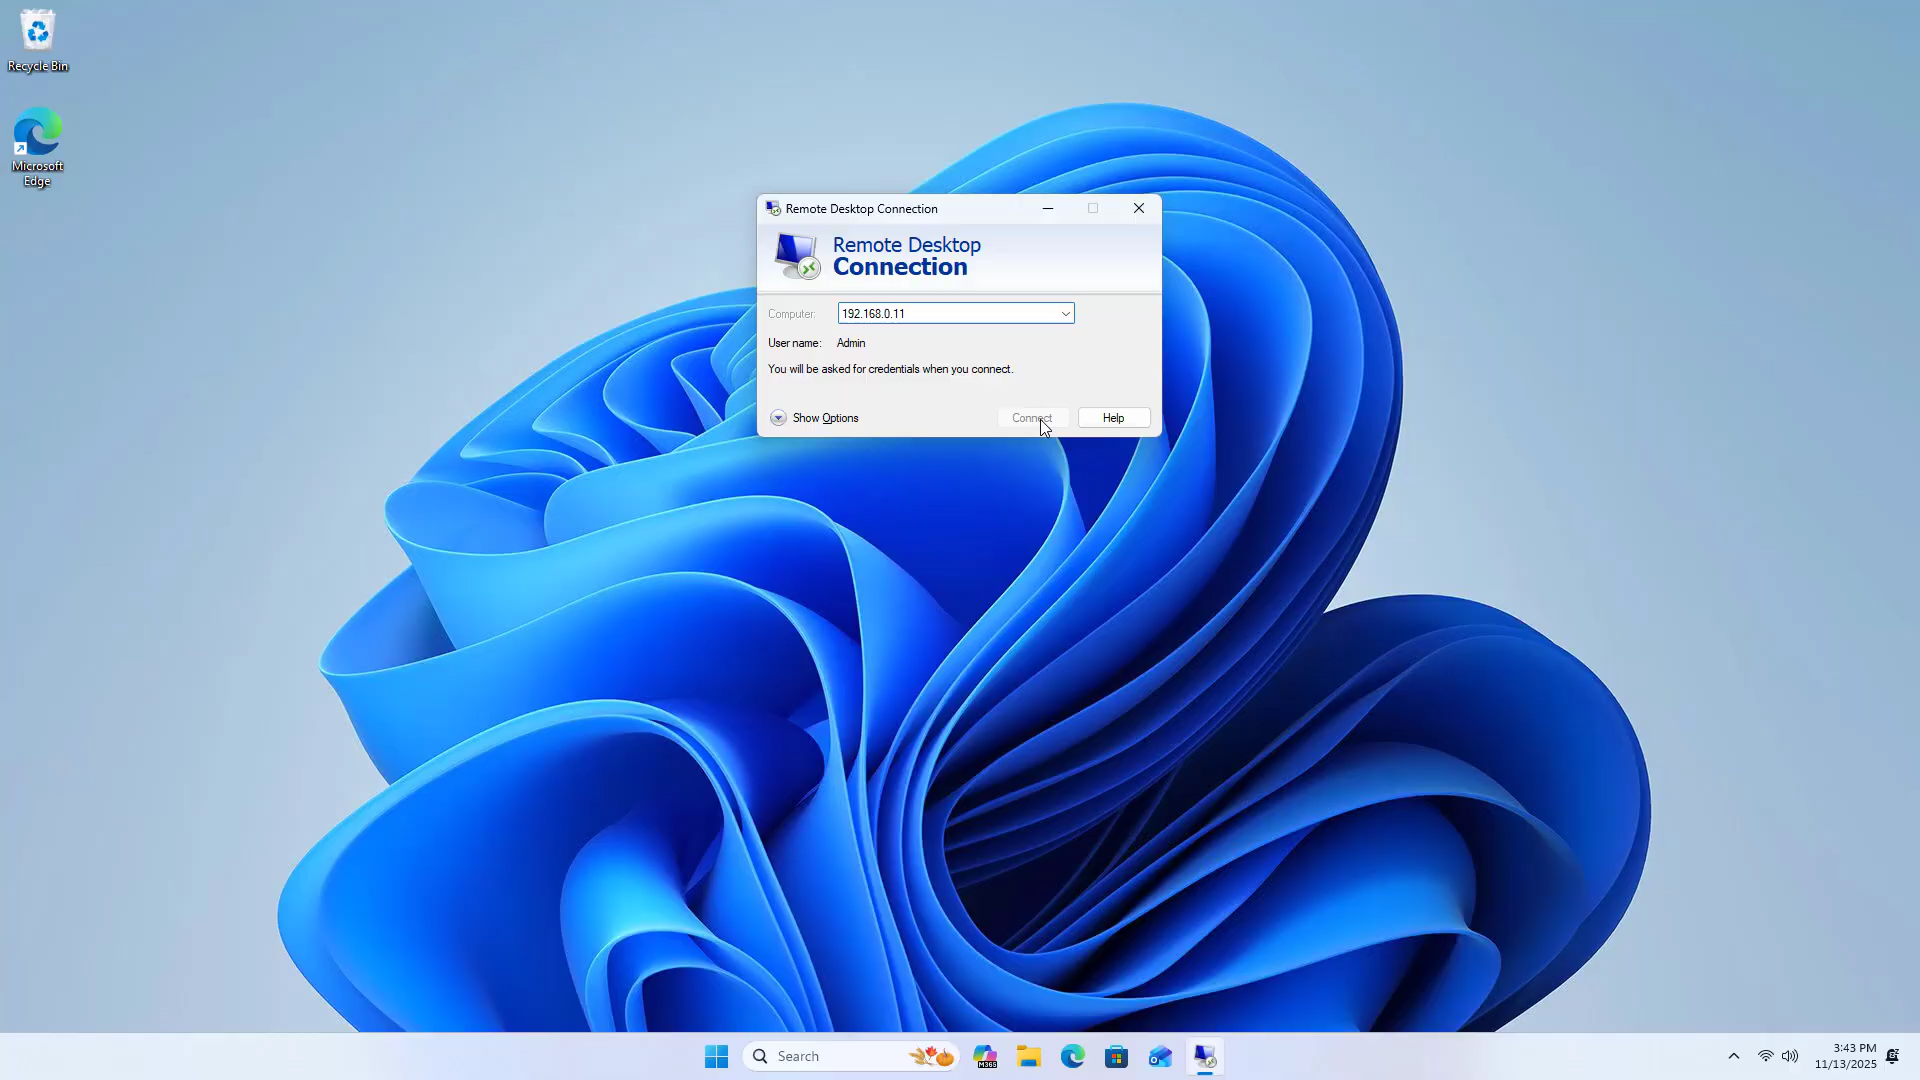 Recycle Bin
Microsoft
Edge
Remote Desktop Connection
Remote Desktop
Connection
Computer: 192.168.0.11
User name: Admin
You will be asked for credentials when you connect.
Show Options Connect Help
Search
M365
3:43 PM
11/13/2025